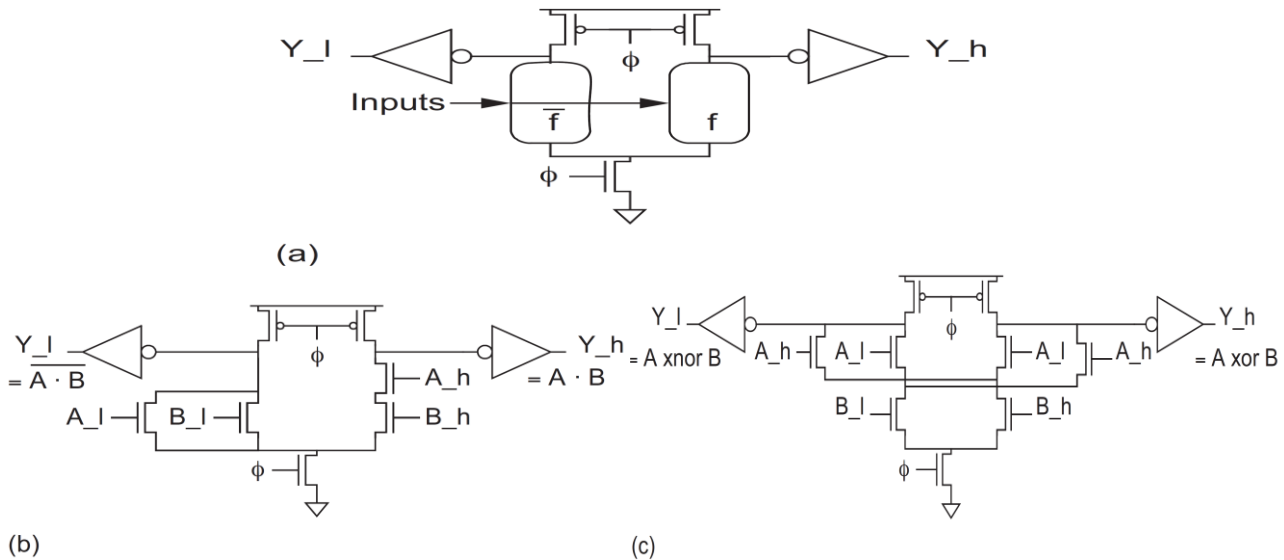 Y_l
ϕ
Y_h
Inputs
f̅
f
ϕ
(a)
Y_l
= \overline{A · B}
ϕ
Y_h
= A · B
A_h
A_l
B_l
B_h
ϕ
(b)
Y_l
= A xnor B
A_h
A_l
ϕ
A_l
A_h
Y_h
= A xor B
B_l
B_h
ϕ
(c)